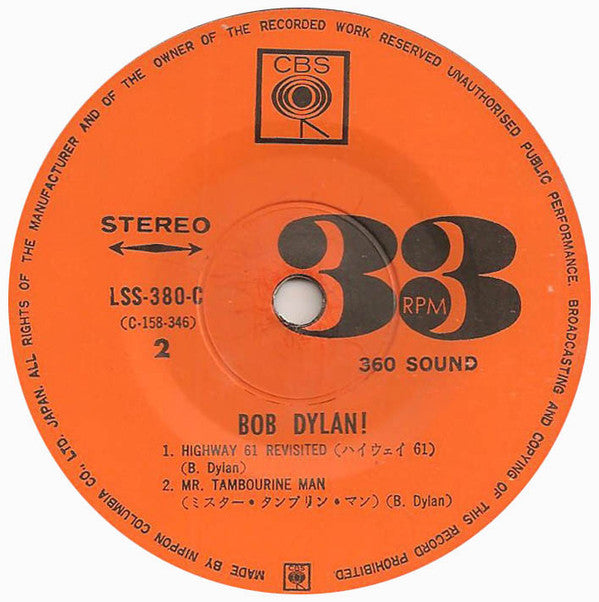 ALL RIGHTS OF THE MANUFACTURER AND OF THE OWNER OF THE RECORDED WORK RESERVED UNAUTHORISED PUBLIC PERFORMANCE, BROADCASTING AND COPYING OF THIS RECORD PROHIBITED
MADE BY NIPPON COLUMBIA CO., LTD. JAPAN.
CBS
STEREO
33
RPM
LSS-380-C
(C-158-346)
2
360 SOUND
BOB DYLAN!
1. HIGHWAY 61 REVISITED (ハイウェイ 61)
(B. Dylan)
2. MR. TAMBOURINE MAN
(ミスター・タンブリン・マン) (B. Dylan)
CBS